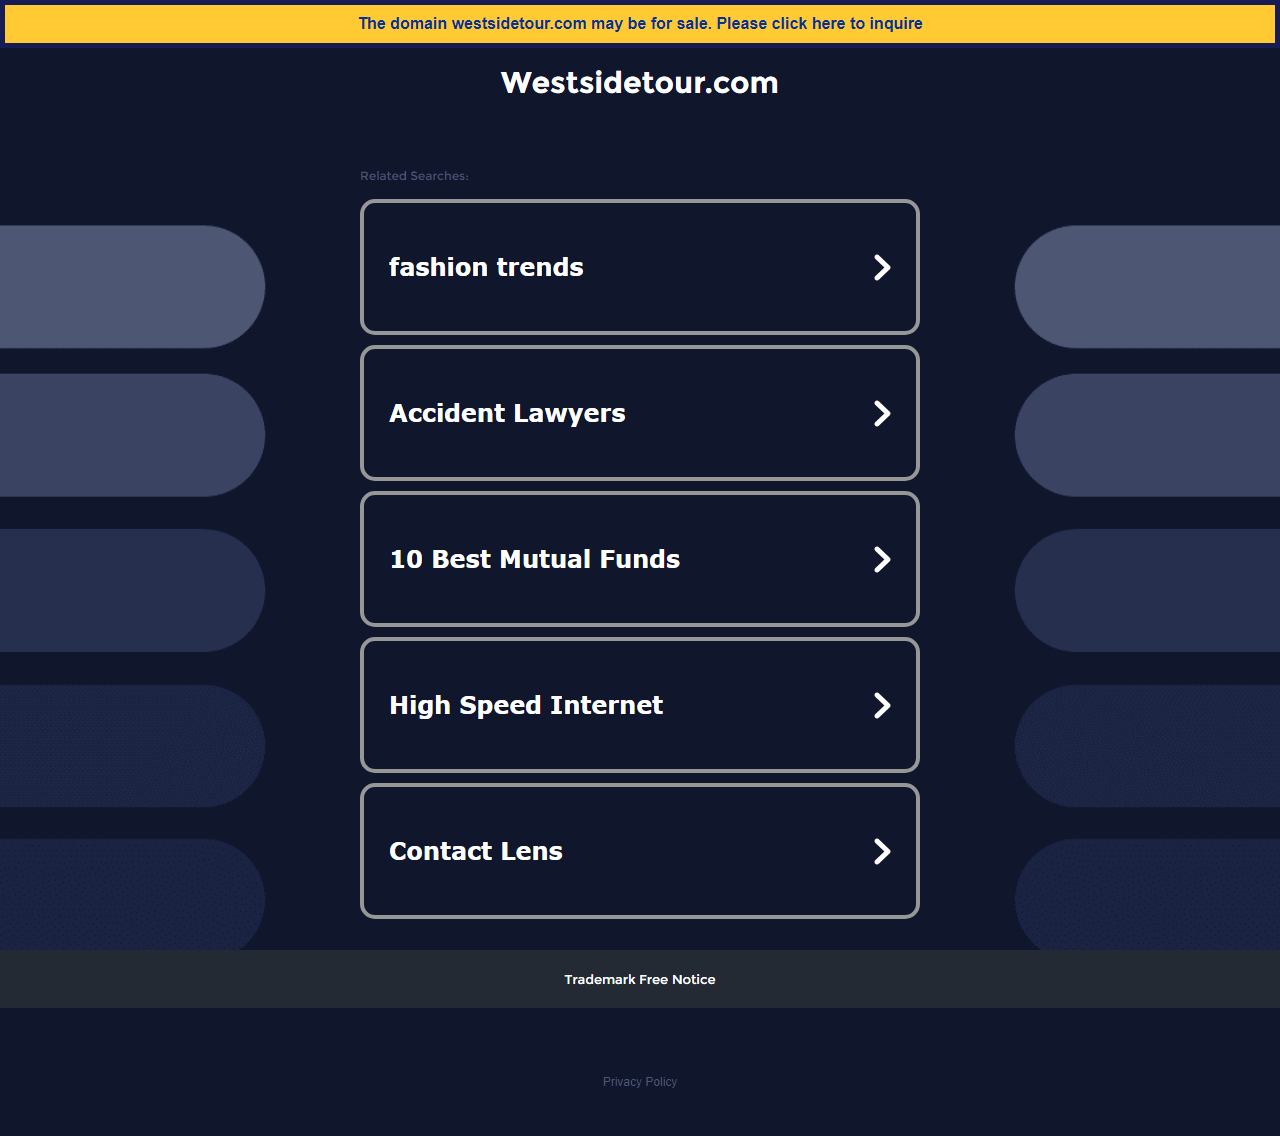 The domain westsidetour.com may be for sale. Please click here to inquire
Westsidetour.com
Related Searches:
fashion trends
Accident Lawyers
10 Best Mutual Funds
High Speed Internet
Contact Lens
Trademark Free Notice
Privacy Policy